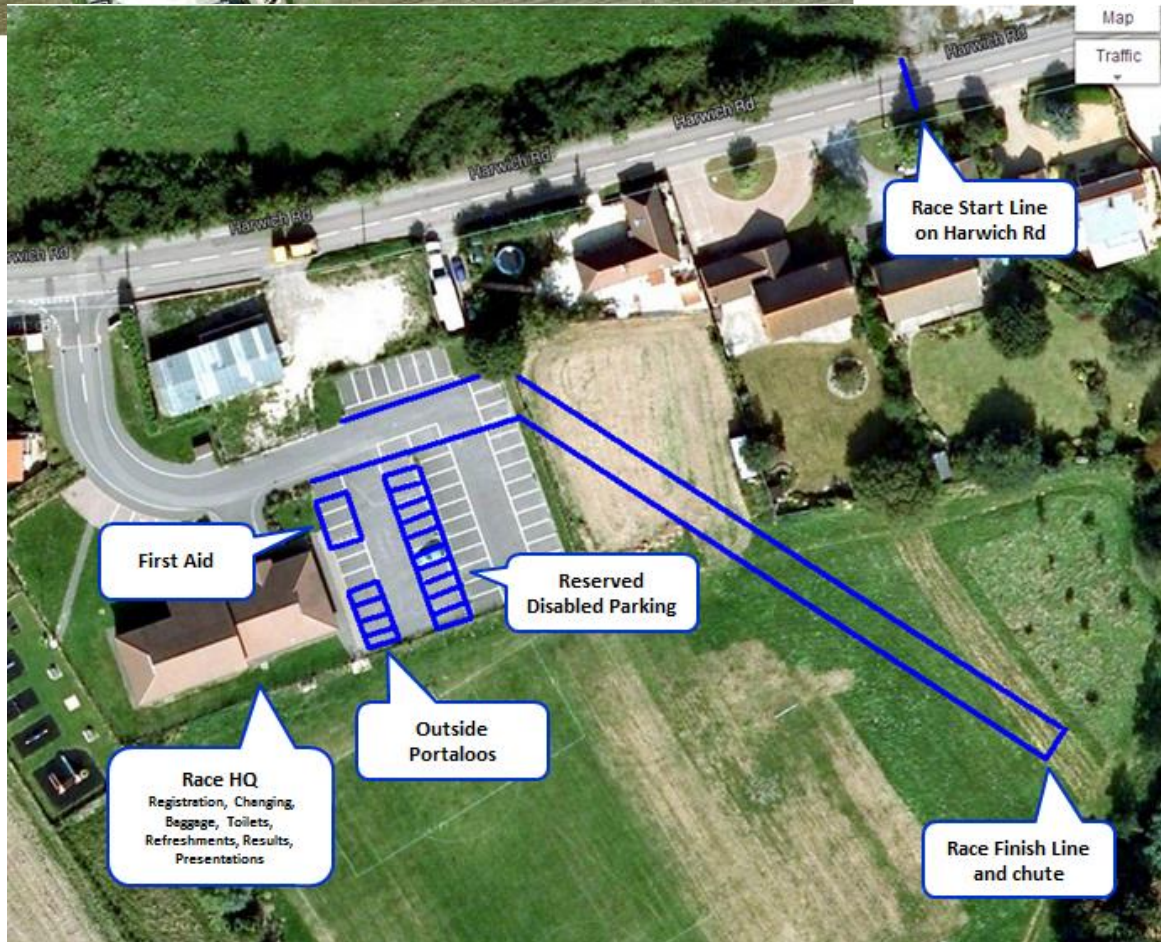 Map
Traffic
Harwich Rd
Harwich Rd
Harwich Rd
Harwich Rd
rwich Rd
Race Start Line
on Harwich Rd
First Aid
Reserved
Disabled Parking
Outside
Portaloos
Race HQ
Registration, Changing,
Baggage, Toilets,
Refreshments, Results,
Presentations
Race Finish Line
and chute